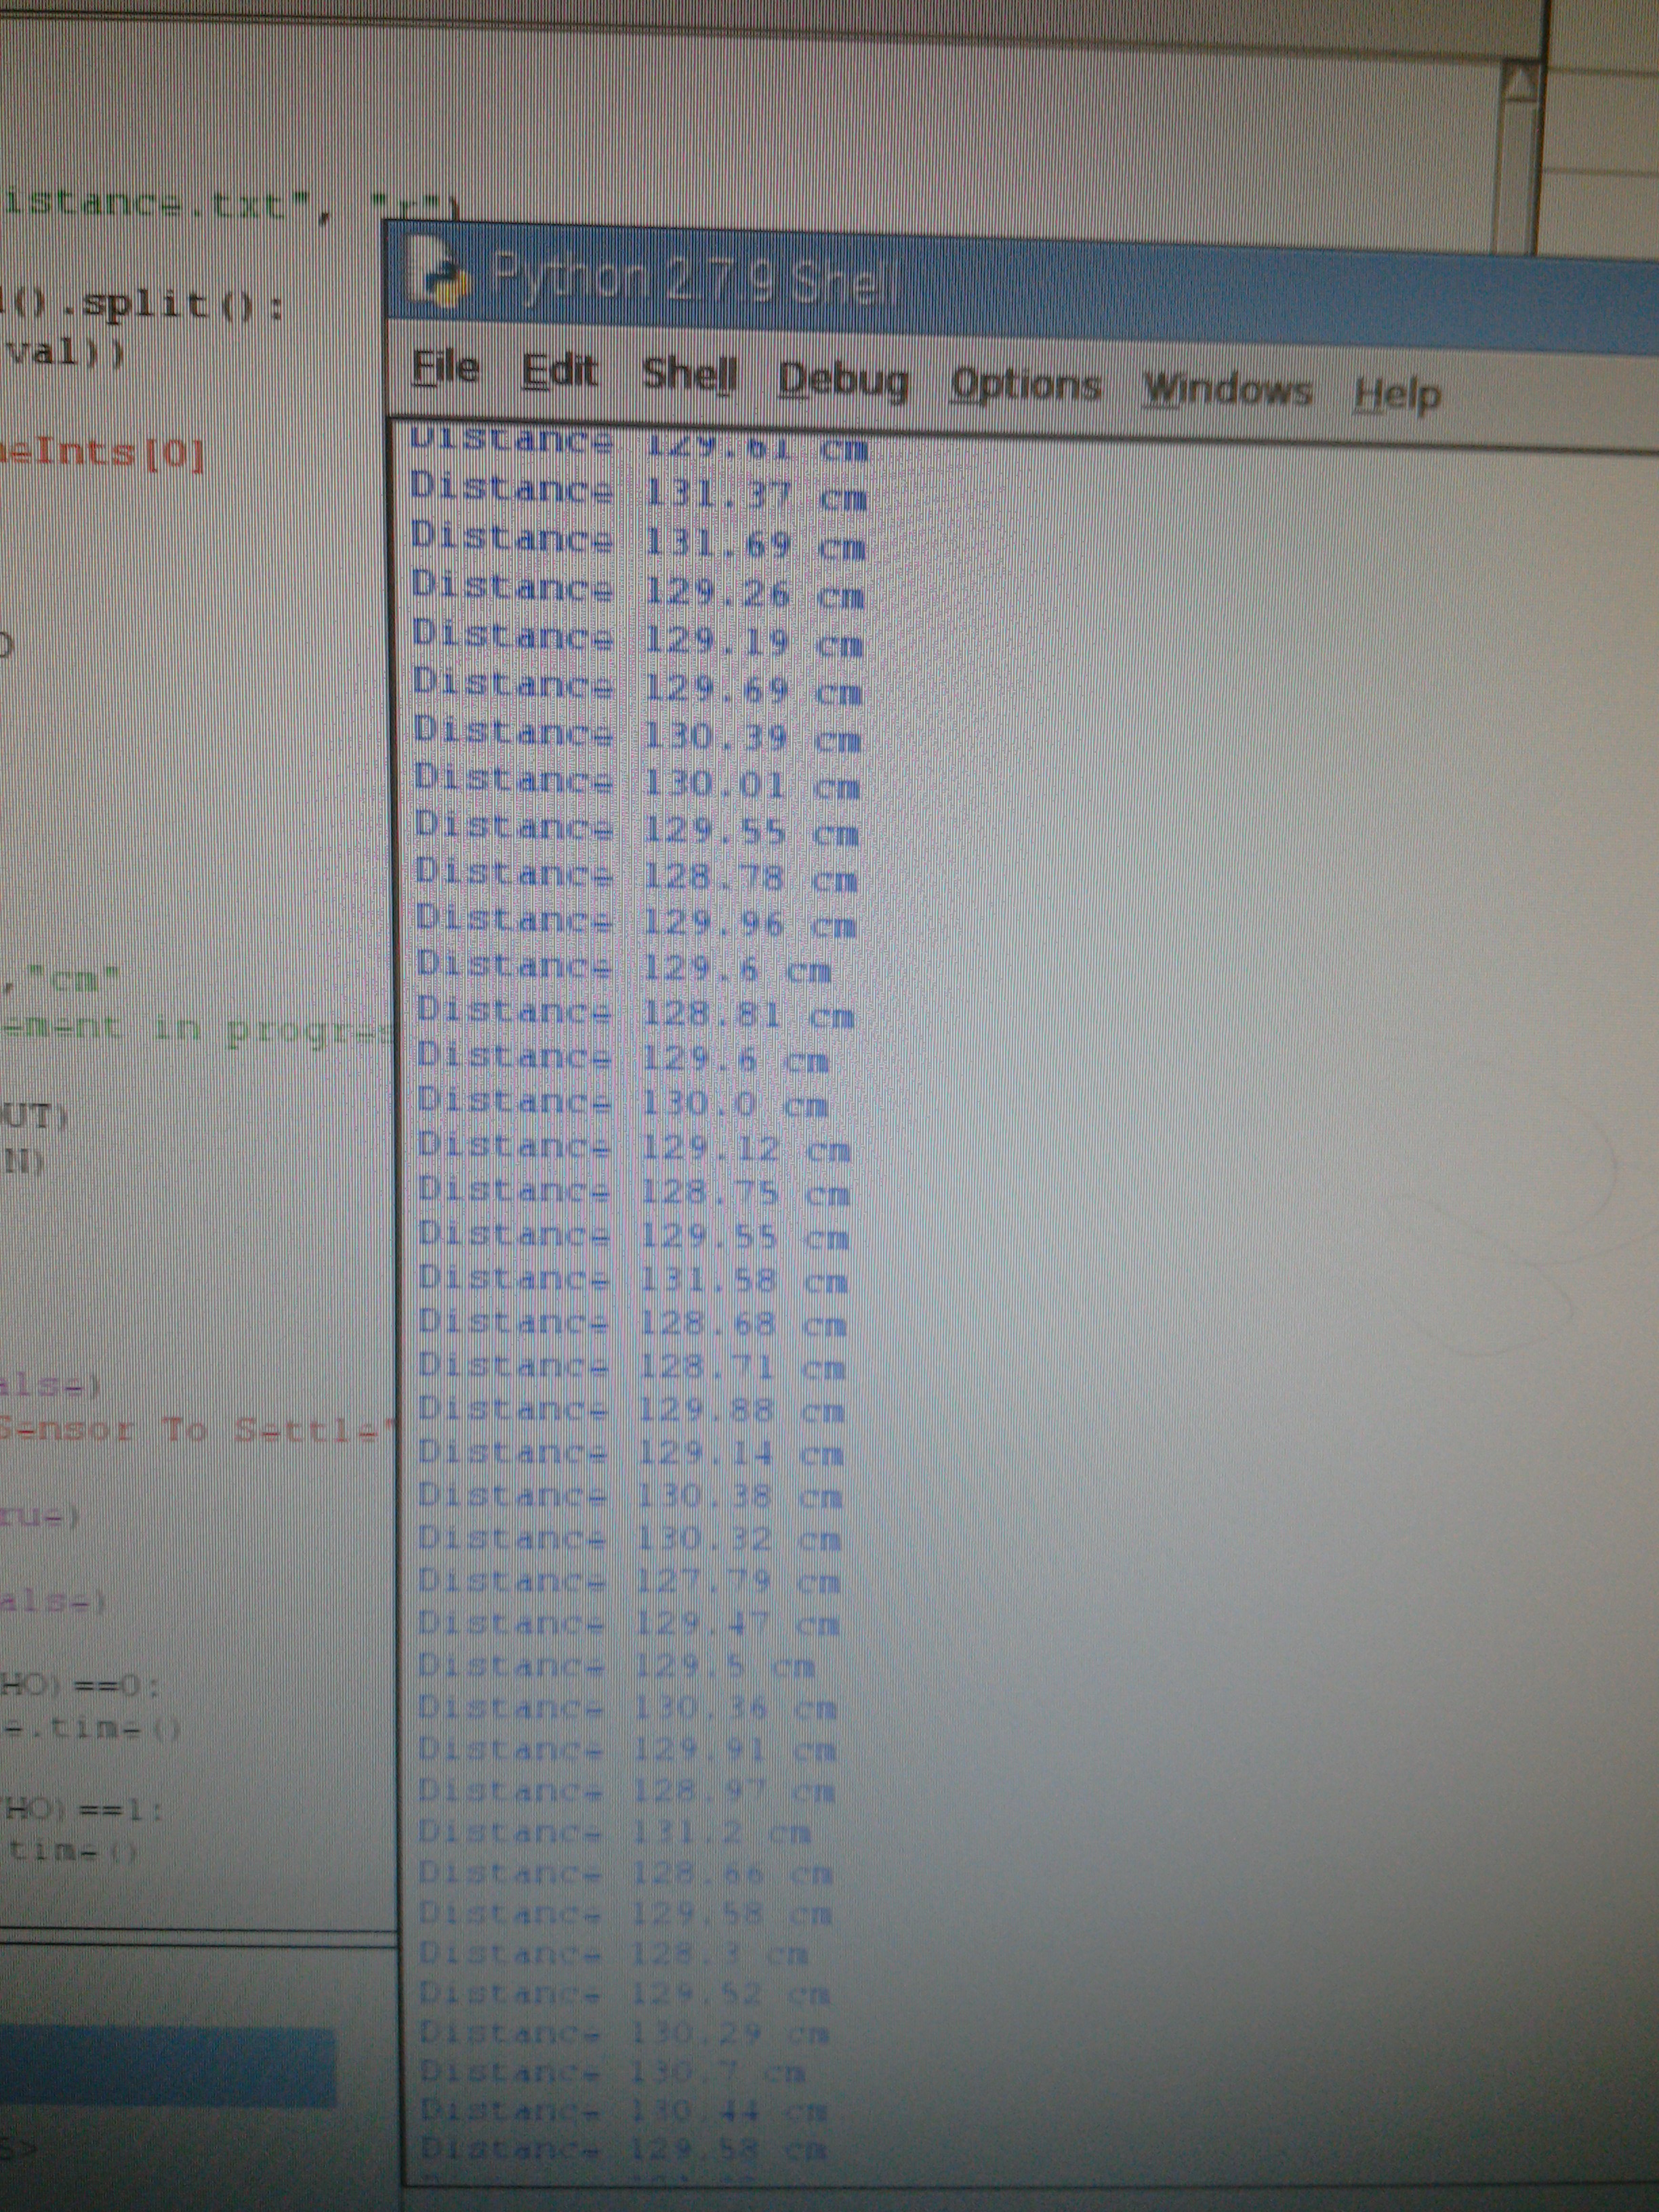 istance.txt", "r")
l().split():
val))
eInts[0]
,"cm"
ement in progres
OUT)
IN)
alse)
Sensor To Settle"
rue)
alse)
HO)==0:
e.time()
HO)==1:
time()
Python 2.7.9 Shell
File Edit Shell Debug Options Windows Help
Distance 129.61 cm
Distance 131.37 cm
Distance 131.69 cm
Distance 129.26 cm
Distance 129.19 cm
Distance 129.69 cm
Distance 130.39 cm
Distance 130.01 cm
Distance 129.55 cm
Distance 128.78 cm
Distance 129.96 cm
Distance 129.6 cm
Distance 128.81 cm
Distance 129.6 cm
Distance 130.0 cm
Distance 129.12 cm
Distance 128.75 cm
Distance 129.55 cm
Distance 131.58 cm
Distance 128.68 cm
Distance 128.71 cm
Distance 129.88 cm
Distance 129.14 cm
Distance 130.38 cm
Distance 130.32 cm
Distance 127.79 cm
Distance 129.47 cm
Distance 129.5 cm
Distance 130.36 cm
Distance 129.91 cm
Distance 128.97 cm
Distance 131.2 cm
Distance 128.66 cm
Distance 129.58 cm
Distance 128.3 cm
Distance 129.52 cm
Distance 130.29 cm
Distance 130.7 cm
Distance 130.44 cm
Distance 129.58 cm